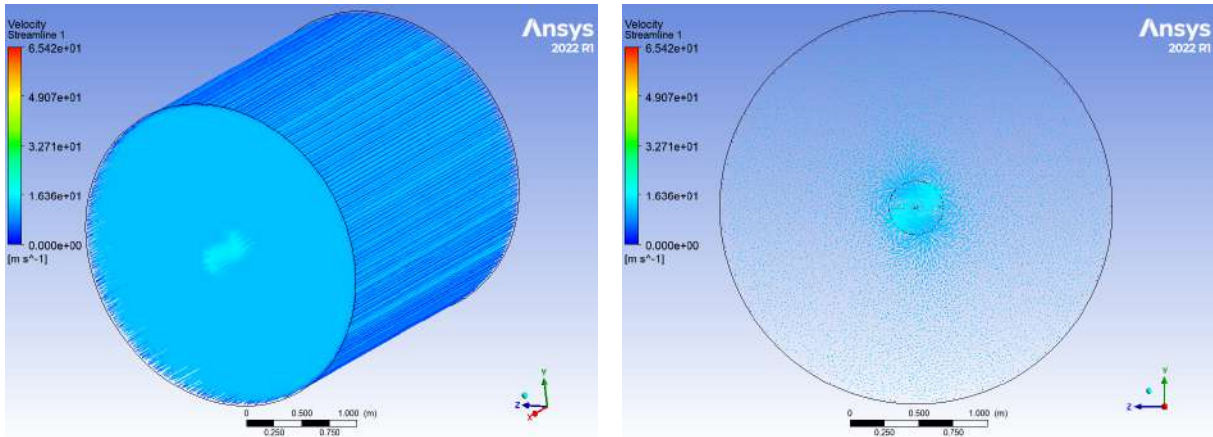 Velocity
Streamline 1
6.542e+01
4.907e+01
3.271e+01
1.636e+01
0.000e+00
[m s^-1]
Ansys
2022 R1
0 0.500 1.000 (m)
0.250 0.750
Y
Z
X
Velocity
Streamline 1
6.542e+01
4.907e+01
3.271e+01
1.636e+01
0.000e+00
[m s^-1]
Ansys
2022 R1
0 0.500 1.000 (m)
0.250 0.750
Y
Z